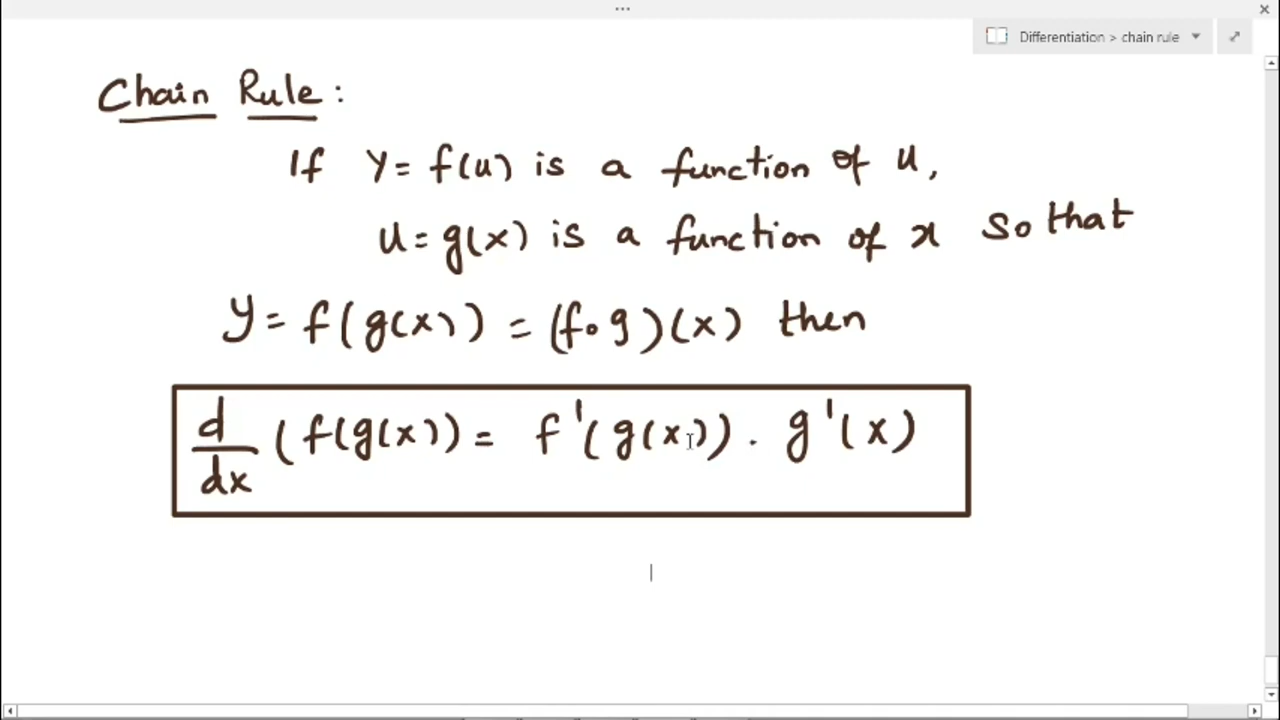 Differentiation > chain rule
Chain Rule:
If y = f(u) is a function of u,
u = g(x) is a function of x so that
y = f(g(x)) = (f∘g)(x) then
d/dx (f(g(x)) = f'(g(x)) · g'(x)